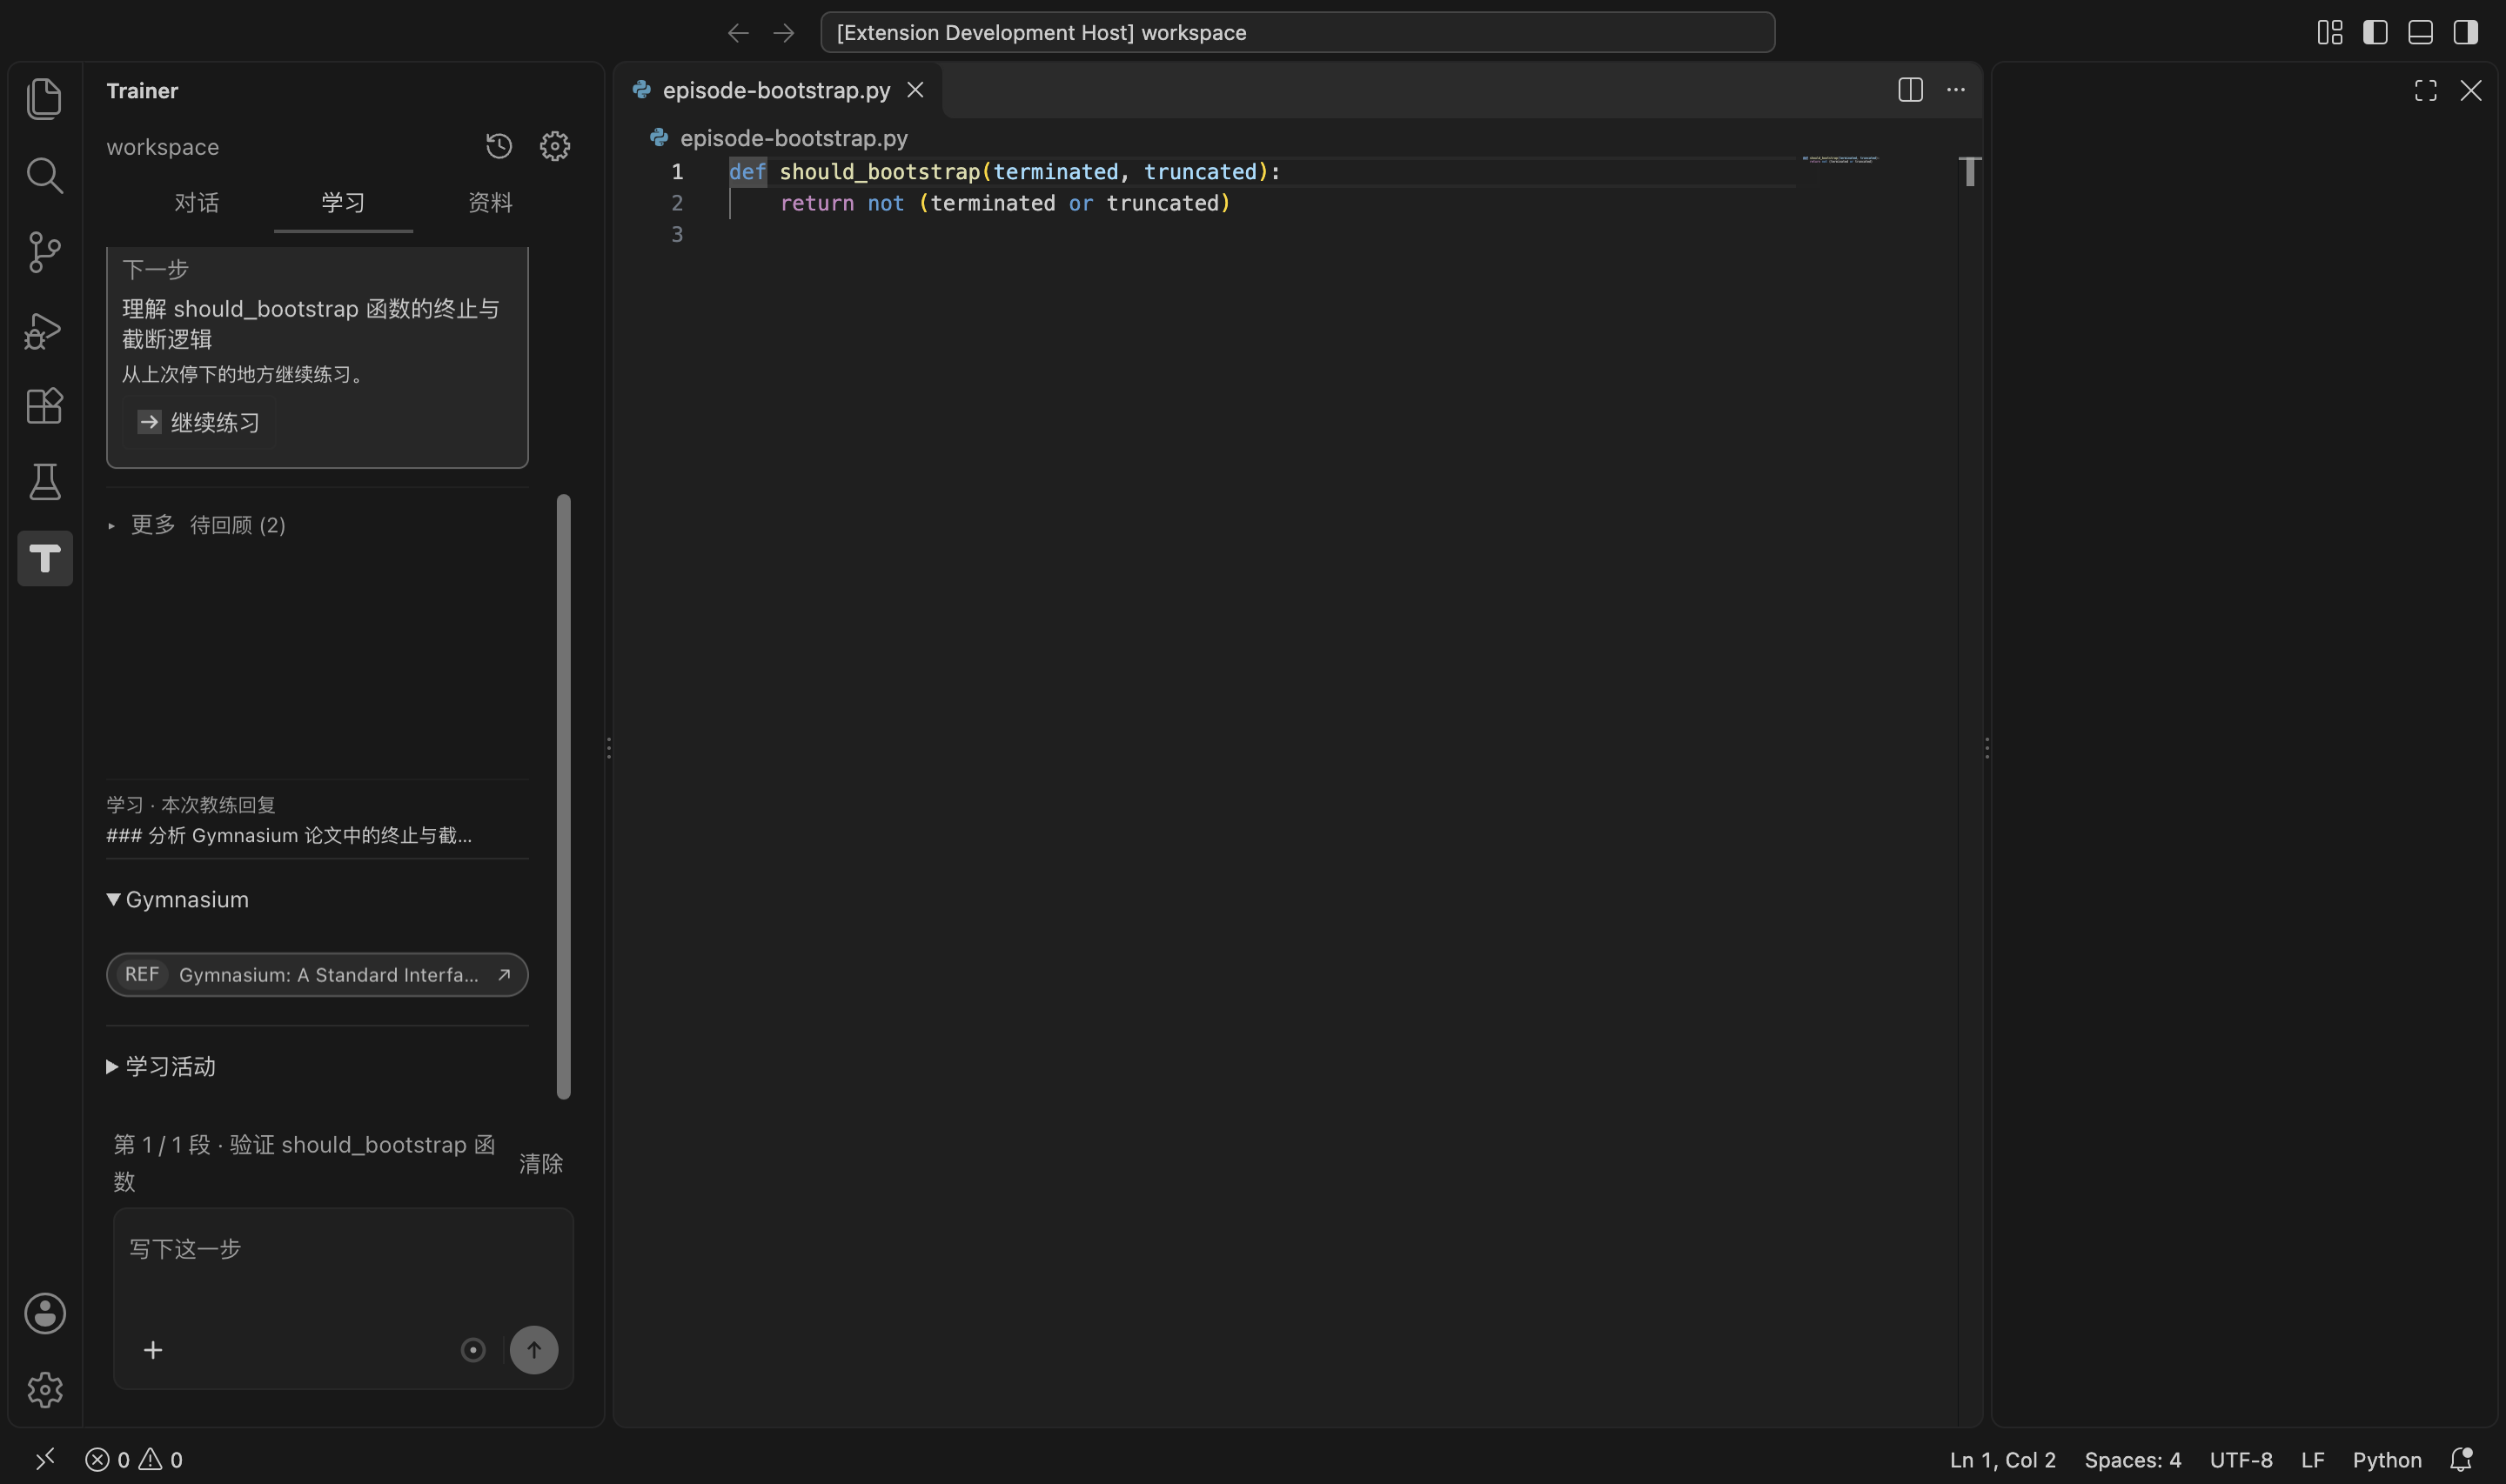 [Extension Development Host] workspace
Trainer
workspace
对话 学习 资料
下一步
理解 should_bootstrap 函数的终止与
截断逻辑
从上次停下的地方继续练习。
继续练习
更多 待回顾 (2)
学习 · 本次教练回复
### 分析 Gymnasium 论文中的终止与截...
Gymnasium
REF Gymnasium: A Standard Interfa...
学习活动
第 1 / 1 段 · 验证 should_bootstrap 函
数
清除
写下这一步
episode-bootstrap.py
episode-bootstrap.py
1 def should_bootstrap(terminated, truncated):
2 return not (terminated or truncated)
3
0 0
Ln 1, Col 2 Spaces: 4 UTF-8 LF Python